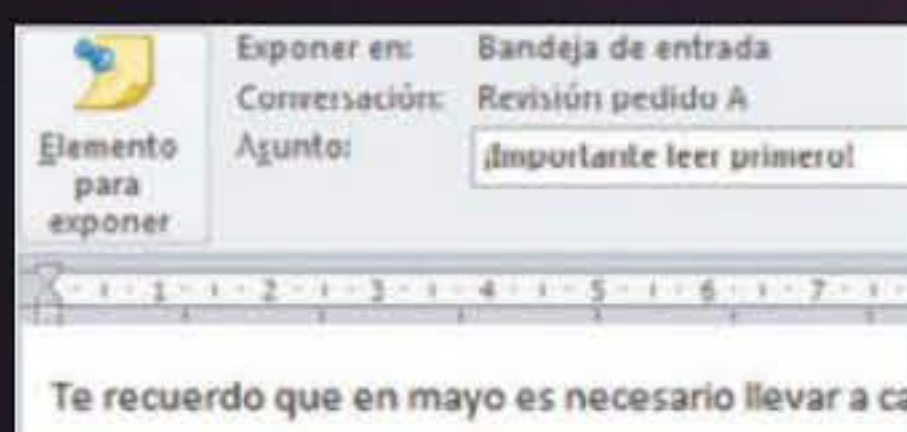 Exponer en: Bandeja de entrada
Conversación: Revisión pedido A
Asunto: ¡Importante leer primero!
Elemento
para
exponer
1 2 3 4 5 6 7
Te recuerdo que en mayo es necesario llevar a ca